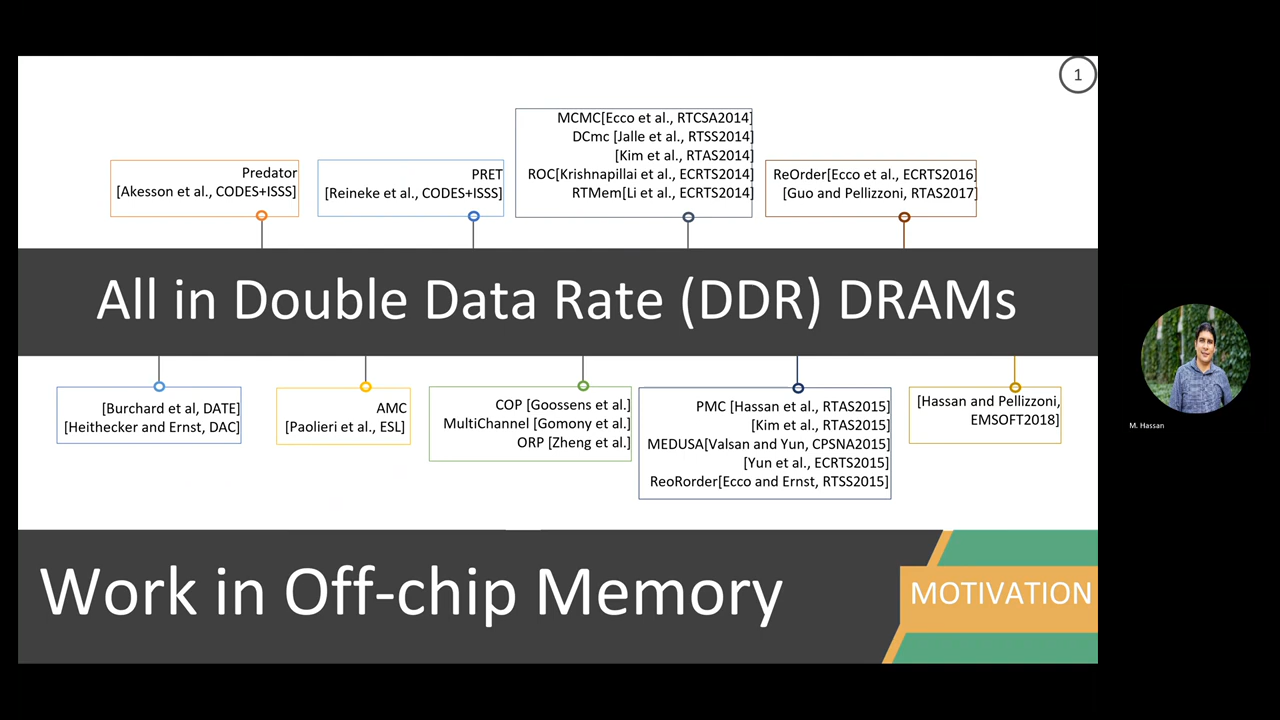 1
Predator
[Akesson et al., CODES+ISSS]
PRET
[Reineke et al., CODES+ISSS]
MCMC[Ecco et al., RTCSA2014]
DCmc [Jalle et al., RTSS2014]
[Kim et al., RTAS2014]
ROC[Krishnapillai et al., ECRTS2014]
RTMem[Li et al., ECRTS2014]
ReOrder[Ecco et al., ECRTS2016]
[Guo and Pellizzoni, RTAS2017]
All in Double Data Rate (DDR) DRAMs
[Burchard et al, DATE]
[Heithecker and Ernst, DAC]
AMC
[Paolieri et al., ESL]
COP [Goossens et al.]
MultiChannel [Gomony et al.]
ORP [Zheng et al.]
PMC [Hassan et al., RTAS2015]
[Kim et al., RTAS2015]
MEDUSA[Valsan and Yun, CPSNA2015]
[Yun et al., ECRTS2015]
ReoRorder[Ecco and Ernst, RTSS2015]
[Hassan and Pellizzoni,
EMSOFT2018]
M. Hassan
Work in Off-chip Memory
MOTIVATION